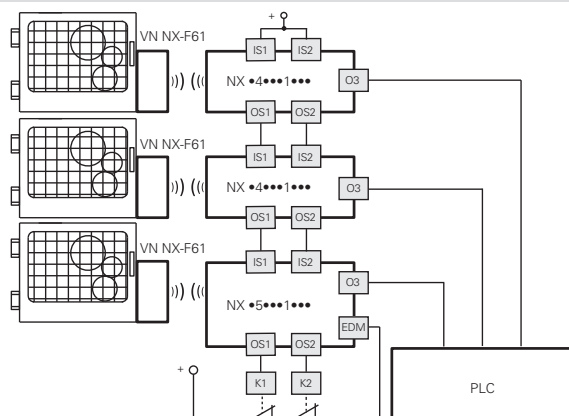 +
VN NX-F61
IS1 IS2
NX •4•••1••• O3
OS1 OS2
VN NX-F61
IS1 IS2
NX •4•••1••• O3
OS1 OS2
VN NX-F61
IS1 IS2
O3
NX •5•••1•••
EDM
OS1 OS2
+
K1 K2
PLC